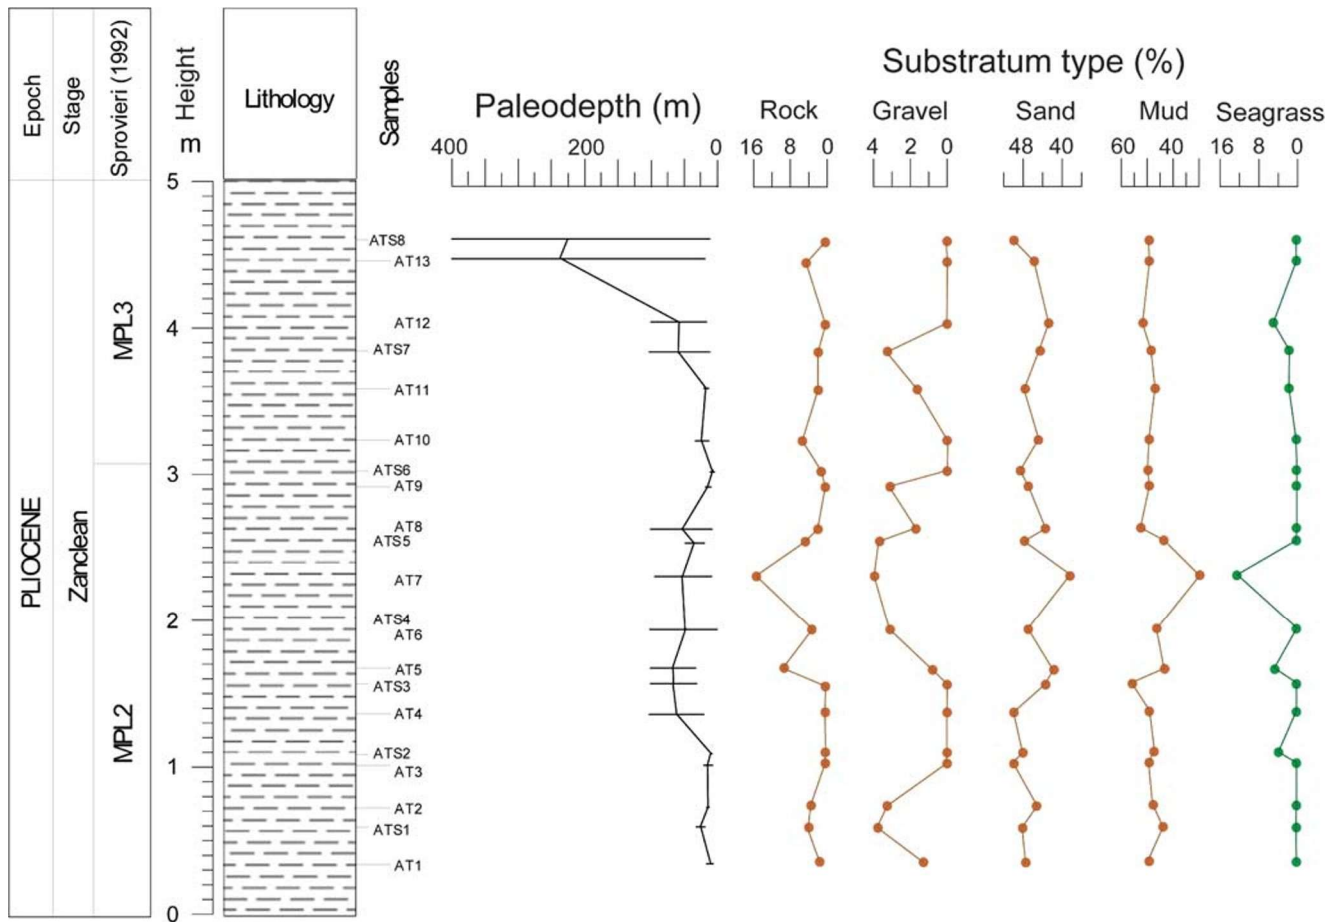 Substratum type (%)
Epoch
Stage
Sprovieri (1992)
Height
m
Lithology
Samples
Paleodepth (m)
Rock
Gravel
Sand
Mud
Seagrass
400 200 0
16 8 0
4 2 0
48 40
60 40
16 8 0
5
ATS8
AT13
MPL3
4
AT12
ATS7
AT11
AT10
3
ATS6
AT9
AT8
ATS5
PLIOCENE
Zanclean
AT7
2
ATS4
AT6
AT5
ATS3
MPL2
AT4
ATS2
1
AT3
AT2
ATS1
AT1
0